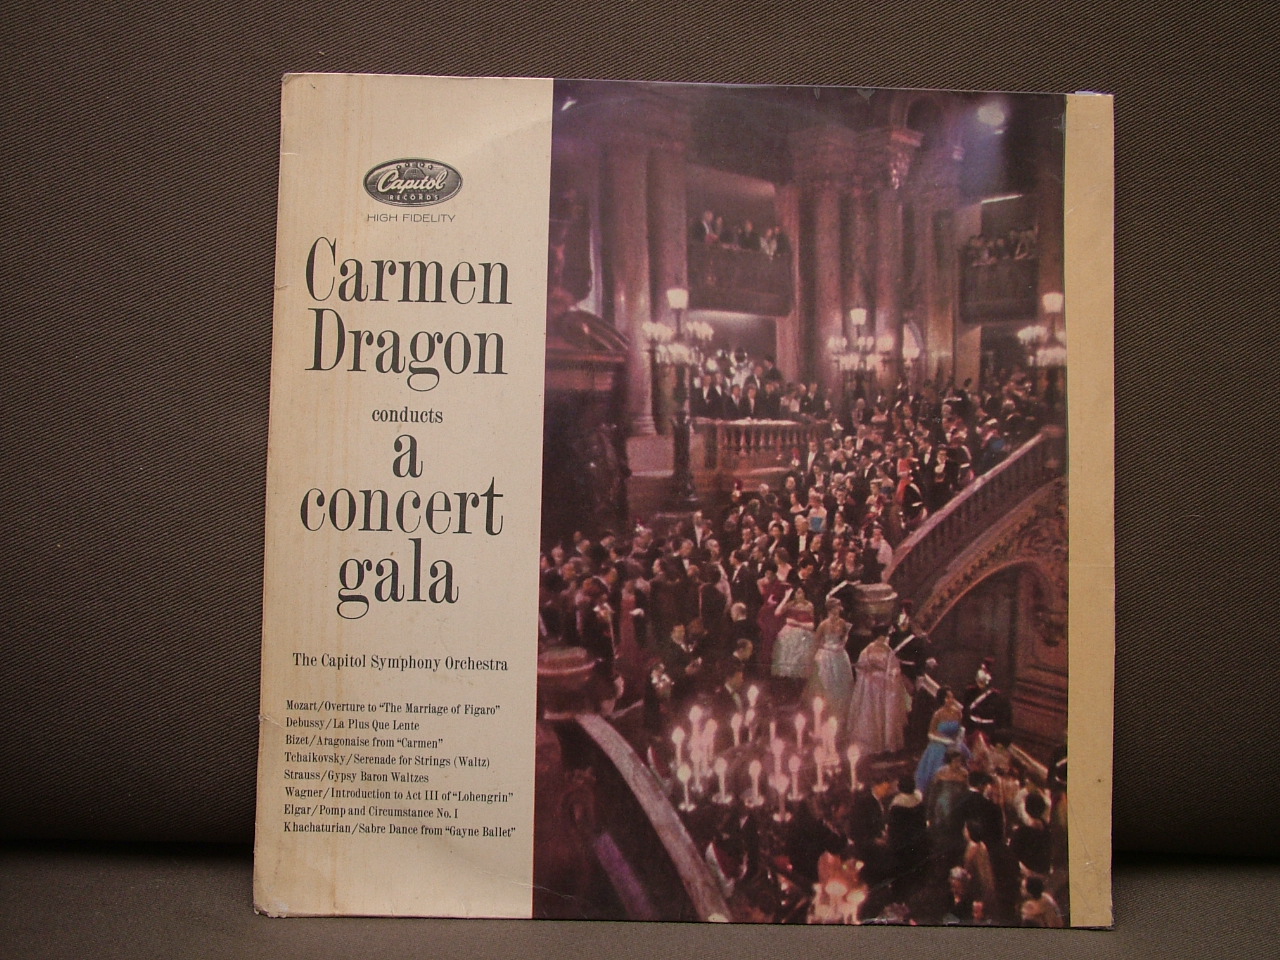 Capitol
RECORDS
HIGH FIDELITY
Carmen
Dragon
conducts
a
concert
gala
The Capitol Symphony Orchestra
Mozart/Overture to “The Marriage of Figaro”
Debussy/La Plus Que Lente
Bizet/Aragonaise from “Carmen”
Tchaikovsky/Serenade for Strings (Waltz)
Strauss/Gypsy Baron Waltzes
Wagner/Introduction to Act III of “Lohengrin”
Elgar/Pomp and Circumstance No. I
Khachaturian/Sabre Dance from “Gayne Ballet”